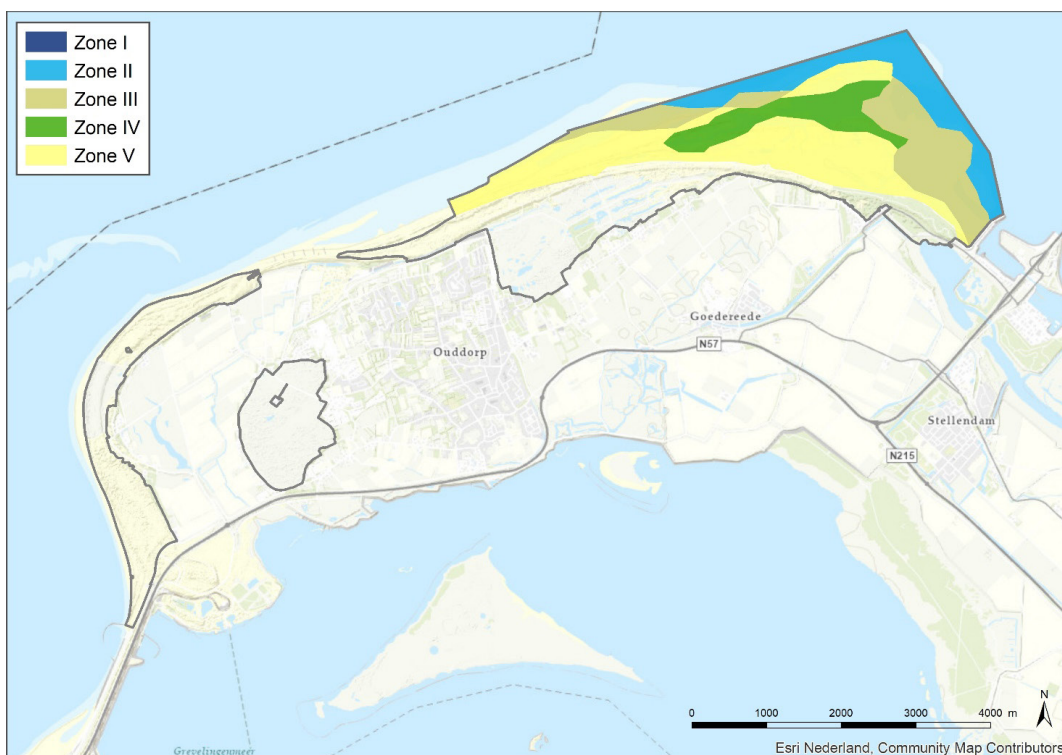 Zone I
Zone II
Zone III
Zone IV
Zone V
Goedereede
N57
Ouddorp
Stellendam
N215
N
0 1000 2000 3000 4000 m
Grevelingenmeer
Esri Nederland, Community Map Contributors